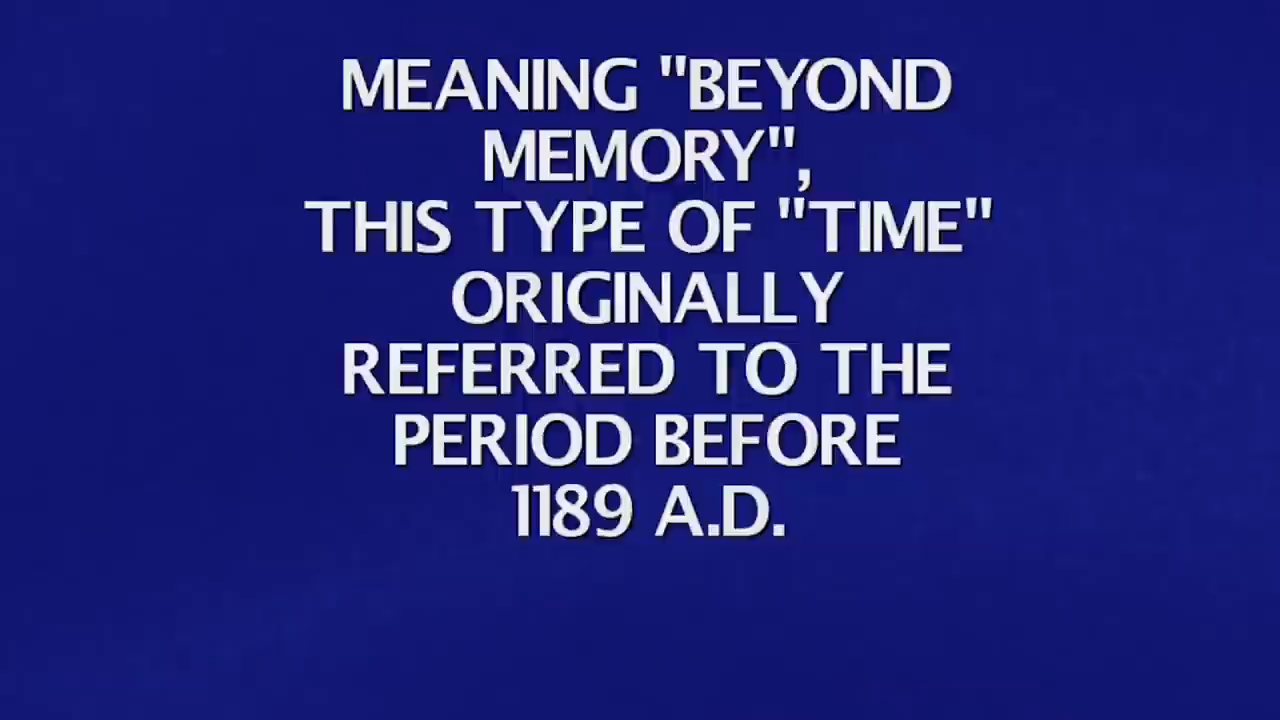 MEANING "BEYOND
MEMORY",
THIS TYPE OF "TIME"
ORIGINALLY
REFERRED TO THE
PERIOD BEFORE
1189 A.D.